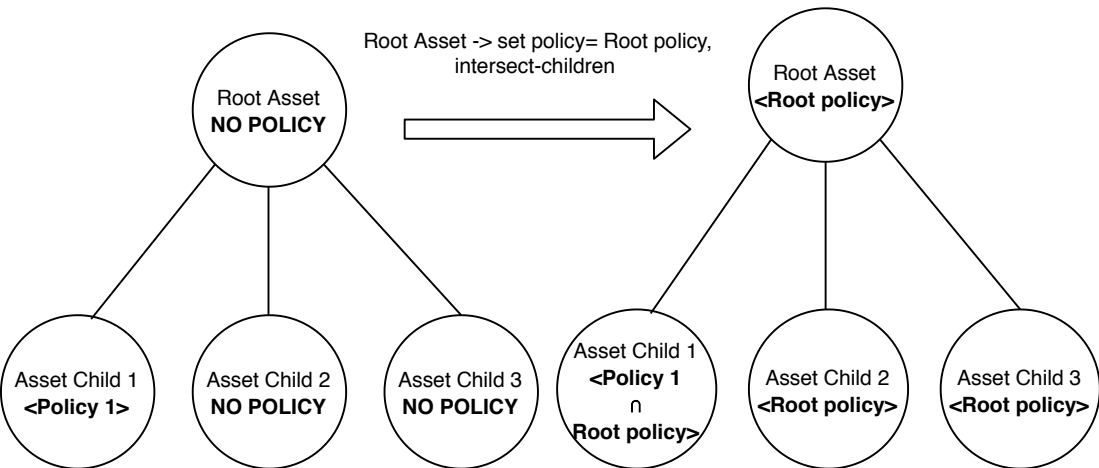 Root Asset -> set policy= Root policy,
intersect-children
Root Asset
NO POLICY
Root Asset
<Root policy>
Asset Child 1
<Policy 1>
Asset Child 2
NO POLICY
Asset Child 3
NO POLICY
Asset Child 1
<Policy 1
∩
Root policy>
Asset Child 2
<Root policy>
Asset Child 3
<Root policy>